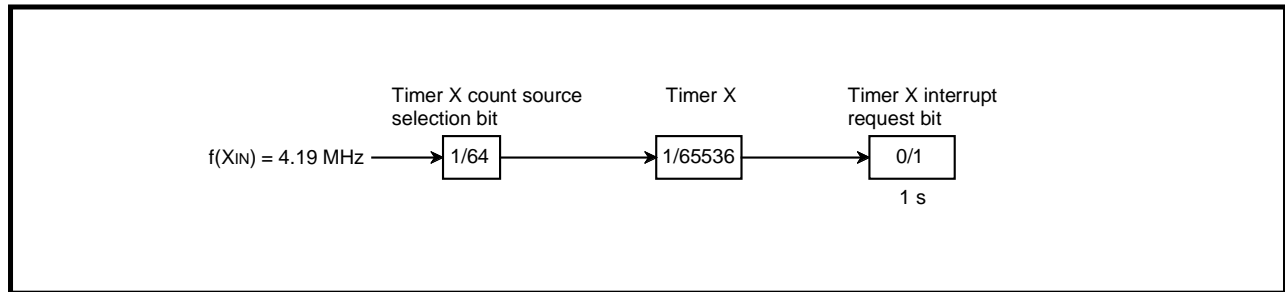 Timer X count source
selection bit
Timer X
Timer X interrupt
request bit
f(XIN) = 4.19 MHz
1/64
1/65536
0/1
1 s